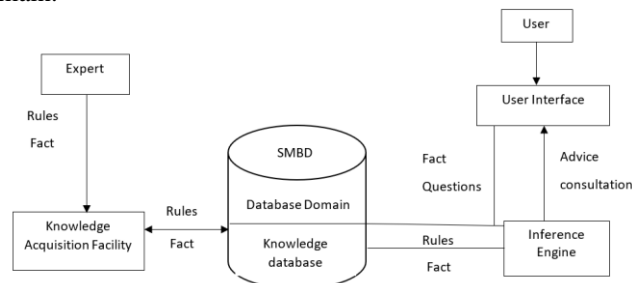 User
Expert
User Interface
Rules
Fact
SMBD
Fact
Questions
Advice
consultation
Database Domain
Rules
Fact
Knowledge
Acquisition Facility
Knowledge
database
Rules
Fact
Inference
Engine